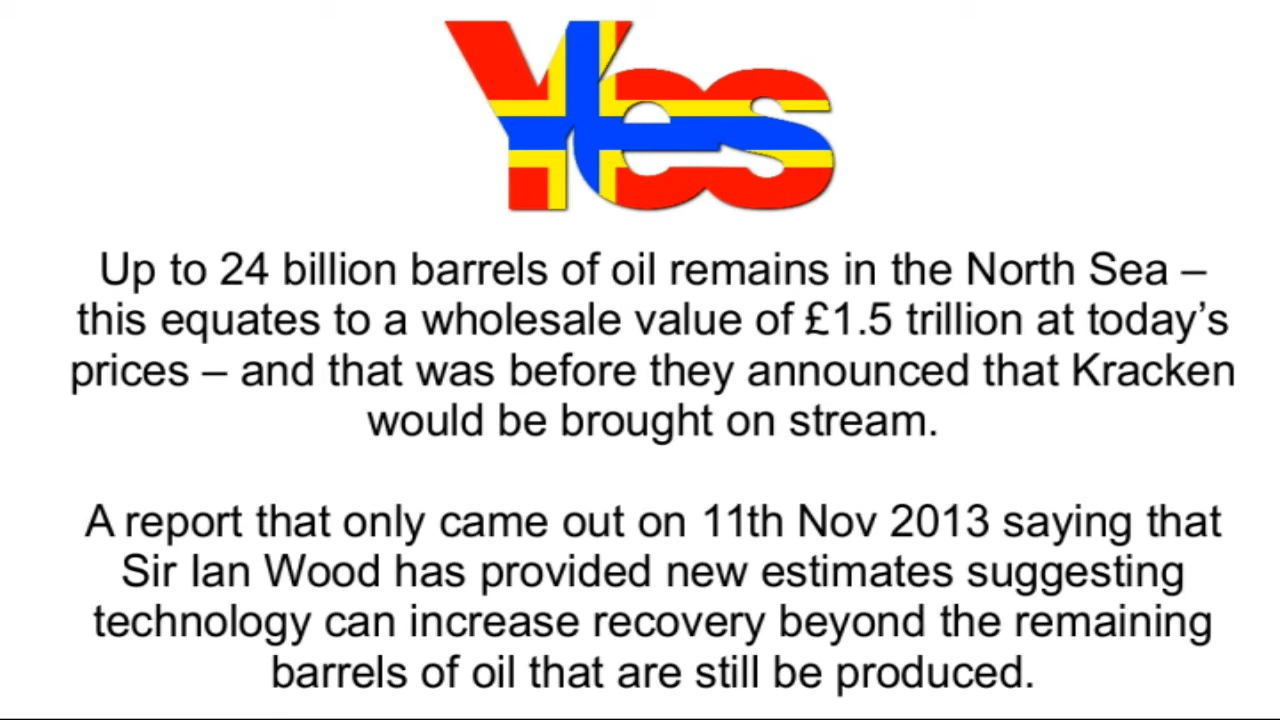 Yes
Up to 24 billion barrels of oil remains in the North Sea –
this equates to a wholesale value of £1.5 trillion at today’s
prices – and that was before they announced that Kracken
would be brought on stream.
A report that only came out on 11th Nov 2013 saying that
Sir Ian Wood has provided new estimates suggesting
technology can increase recovery beyond the remaining
barrels of oil that are still be produced.